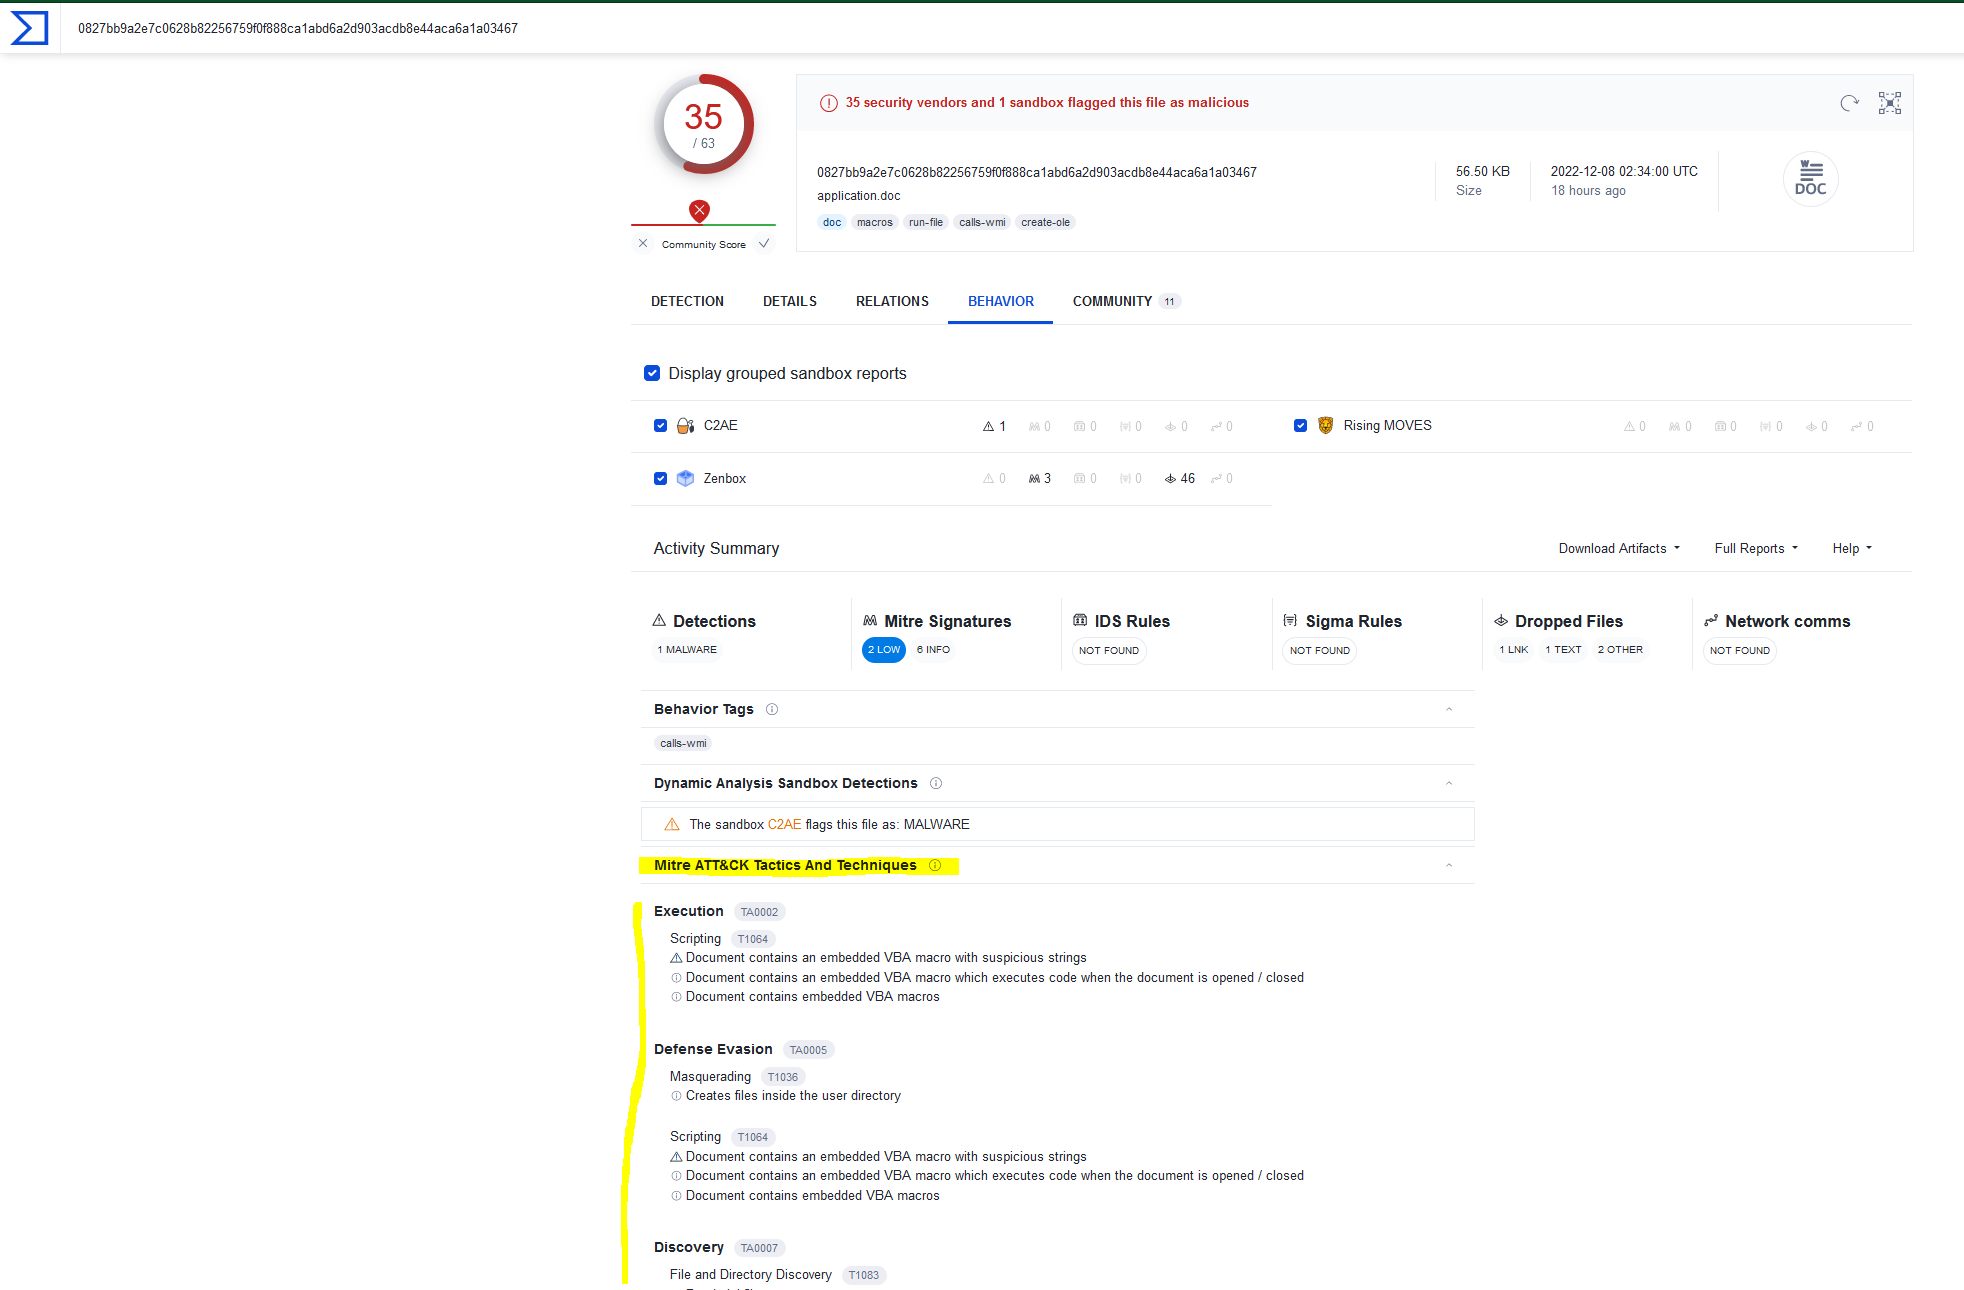 0827bb9a2e7c0628b82256759f0f888ca1abd6a2d903acdb8e44aca6a1a03467
35
/ 63
Community Score
35 security vendors and 1 sandbox flagged this file as malicious
0827bb9a2e7c0628b82256759f0f888ca1abd6a2d903acdb8e44aca6a1a03467
application.doc
doc macros run-file calls-wmi create-ole
56.50 KB
Size
2022-12-08 02:34:00 UTC
18 hours ago
W
DOC
DETECTION DETAILS RELATIONS BEHAVIOR COMMUNITY 11
Display grouped sandbox reports
C2AE 1 0 0 0 0 0
Rising MOVES 0 0 0 0 0 0
Zenbox 0 3 0 0 46 0
Activity Summary Download Artifacts Full Reports Help
Detections
1 MALWARE
Mitre Signatures
2 LOW 6 INFO
IDS Rules
NOT FOUND
Sigma Rules
NOT FOUND
Dropped Files
1 LNK 1 TEXT 2 OTHER
Network comms
NOT FOUND
Behavior Tags
calls-wmi
Dynamic Analysis Sandbox Detections
The sandbox C2AE flags this file as: MALWARE
Mitre ATT&CK Tactics And Techniques
Execution TA0002
Scripting T1064
Document contains an embedded VBA macro with suspicious strings
Document contains an embedded VBA macro which executes code when the document is opened / closed
Document contains embedded VBA macros
Defense Evasion TA0005
Masquerading T1036
Creates files inside the user directory
Scripting T1064
Document contains an embedded VBA macro with suspicious strings
Document contains an embedded VBA macro which executes code when the document is opened / closed
Document contains embedded VBA macros
Discovery TA0007
File and Directory Discovery T1083